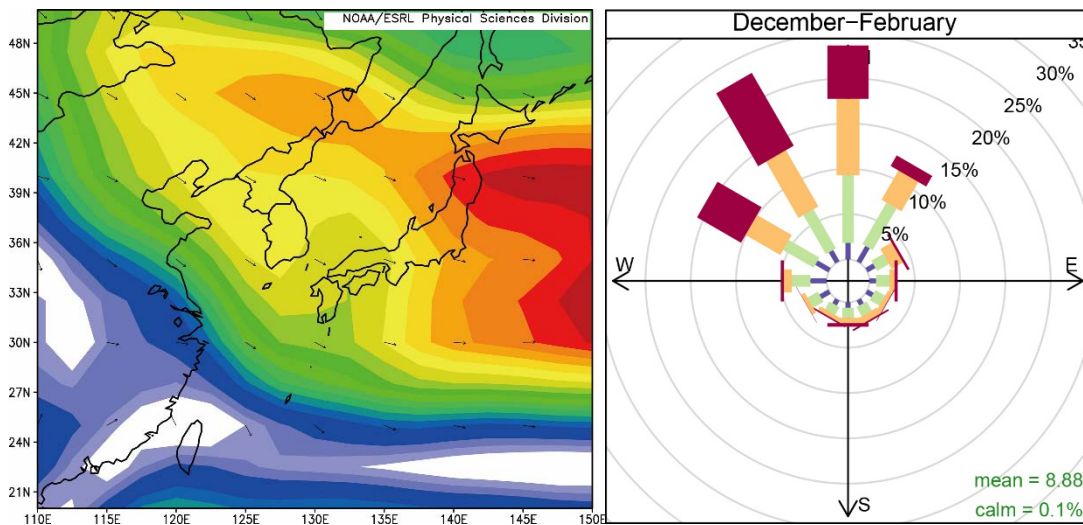 NOAA/ESRL Physical Sciences Division
48N
45N
42N
39N
36N
33N
30N
27N
24N
21N
110E
115E
120E
125E
130E
135E
140E
145E
150E
December–February
30%
25%
20%
15%
10%
5%
W
E
S
mean = 8.88
calm = 0.1%